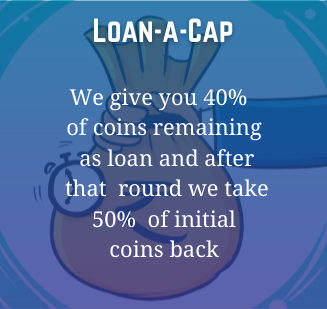 LOAN-A-CAP
We give you 40%
of coins remaining
as loan and after
that round we take
50% of initial
coins back